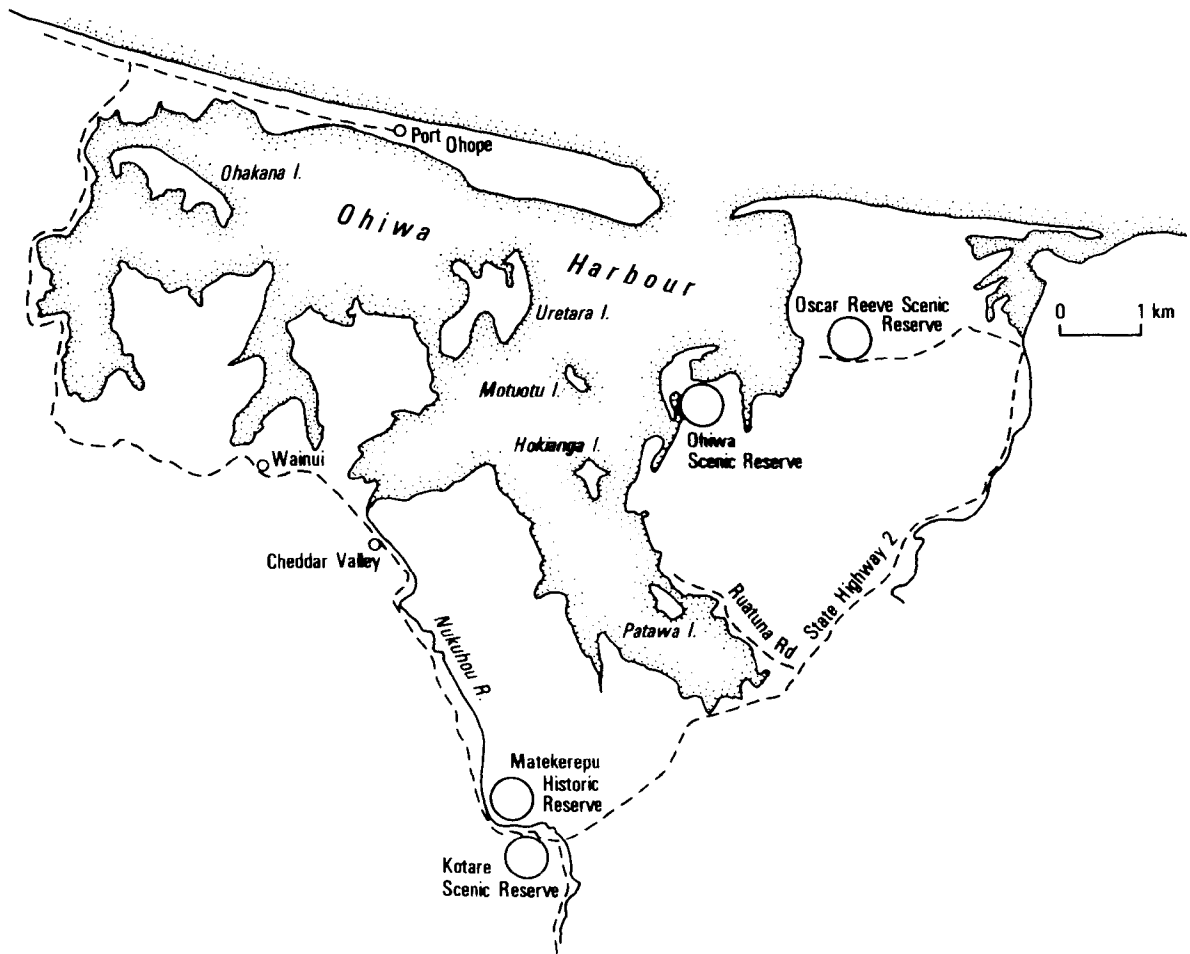 Port Ohope
Ohakana I.
Ohiwa
Harbour
Uretara I.
Oscar Reeve Scenic
Reserve
0 1 km
Motuotu I.
Ohiwa
Scenic Reserve
Hokianga I.
Wainui
Cheddar Valley
Nukuhou R.
Patawa I.
Ruatuna Rd
State Highway 2
Matekerepu
Historic
Reserve
Kotare
Scenic Reserve